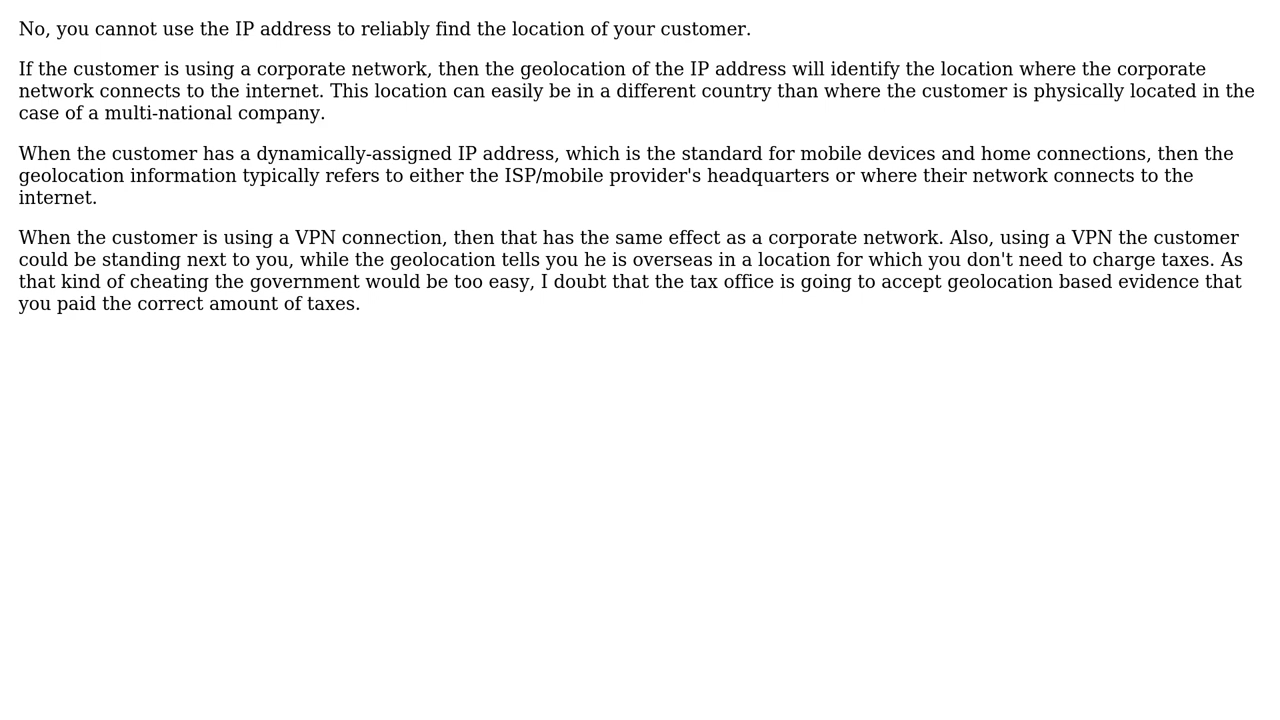 No, you cannot use the IP address to reliably find the location of your customer.
If the customer is using a corporate network, then the geolocation of the IP address will identify the location where the corporate
network connects to the internet. This location can easily be in a different country than where the customer is physically located in the
case of a multi-national company.
When the customer has a dynamically-assigned IP address, which is the standard for mobile devices and home connections, then the
geolocation information typically refers to either the ISP/mobile provider's headquarters or where their network connects to the
internet.
When the customer is using a VPN connection, then that has the same effect as a corporate network. Also, using a VPN the customer
could be standing next to you, while the geolocation tells you he is overseas in a location for which you don't need to charge taxes. As
that kind of cheating the government would be too easy, I doubt that the tax office is going to accept geolocation based evidence that
you paid the correct amount of taxes.